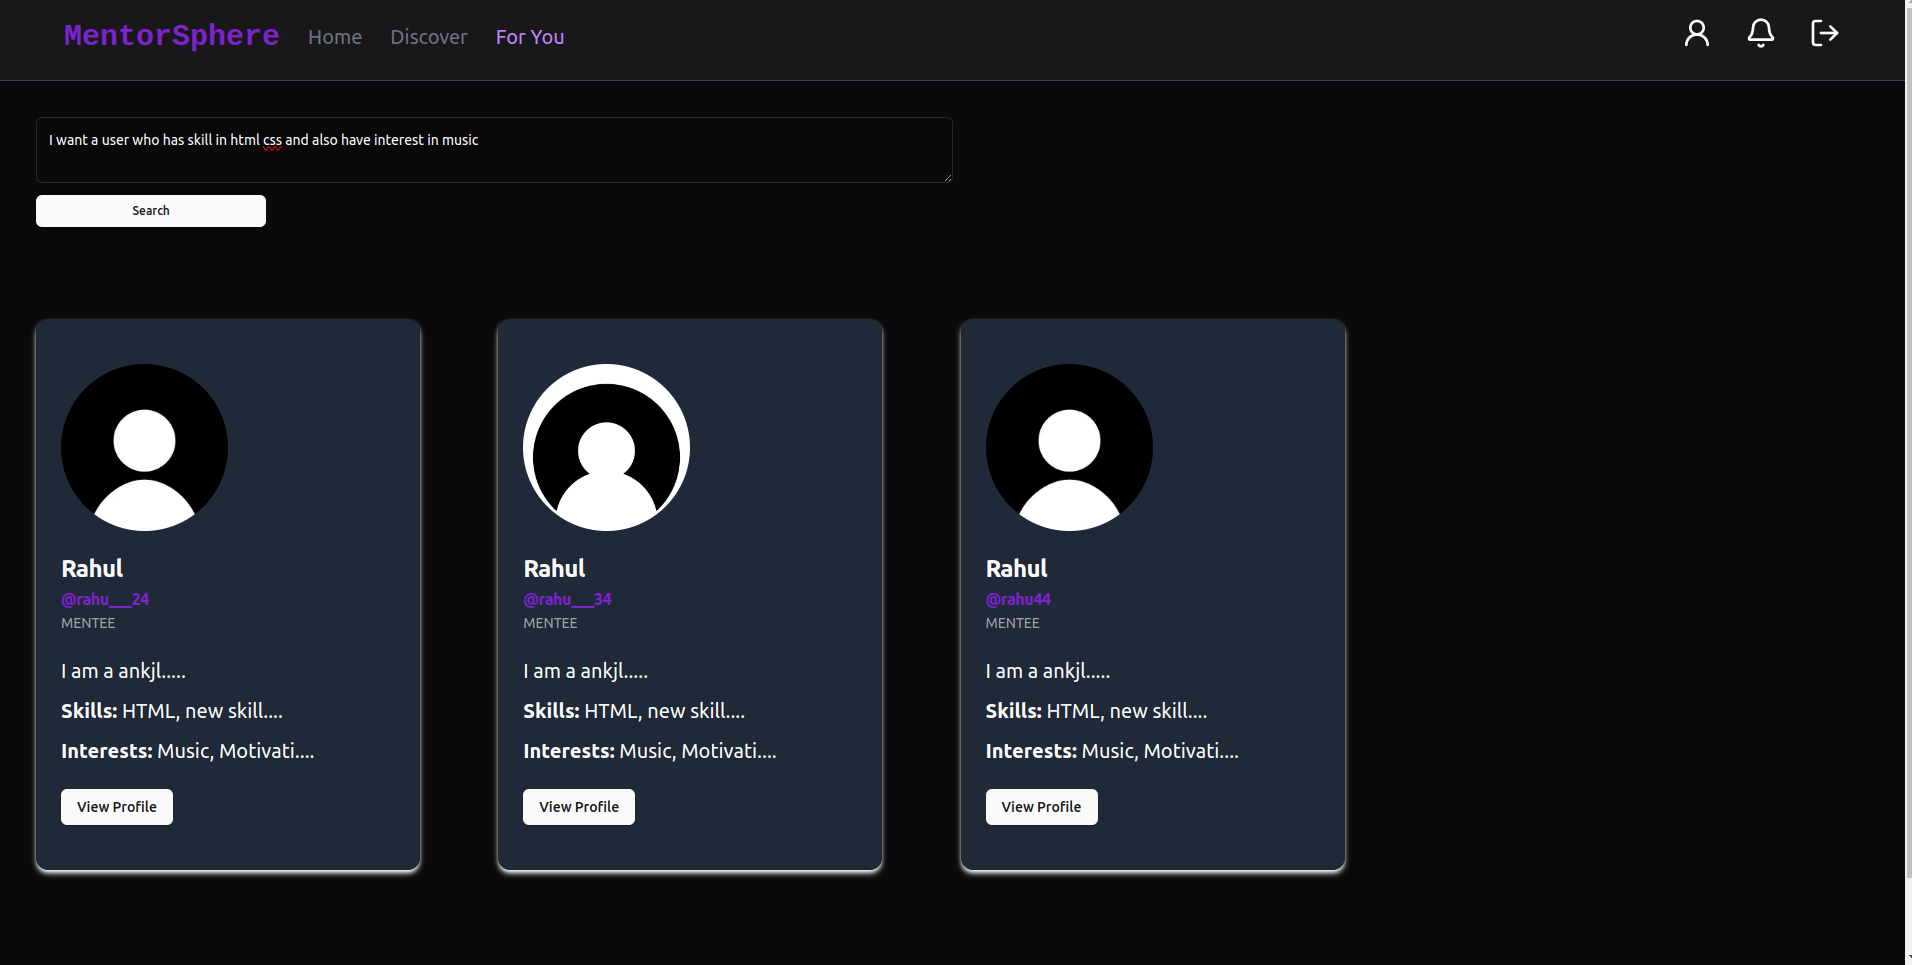 MentorSphere Home Discover For You
I want a user who has skill in html css and also have interest in music
Search
Rahul
@rahu___24
MENTEE
I am a ankjl.....
Skills: HTML, new skill....
Interests: Music, Motivati....
View Profile
Rahul
@rahu___34
MENTEE
I am a ankjl.....
Skills: HTML, new skill....
Interests: Music, Motivati....
View Profile
Rahul
@rahu44
MENTEE
I am a ankjl.....
Skills: HTML, new skill....
Interests: Music, Motivati....
View Profile